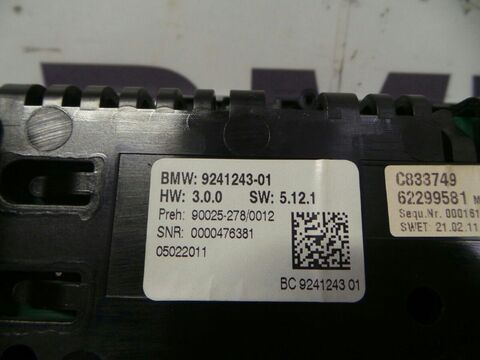 BMW: 9241243-01
HW: 3.0.0 SW: 5.12.1
Preh: 90025-278/0012
SNR: 0000476381
05022011
BC 9241243 01
C833749
62299581 M
Sequ.Nr. 000161
SWET: 21.02.11